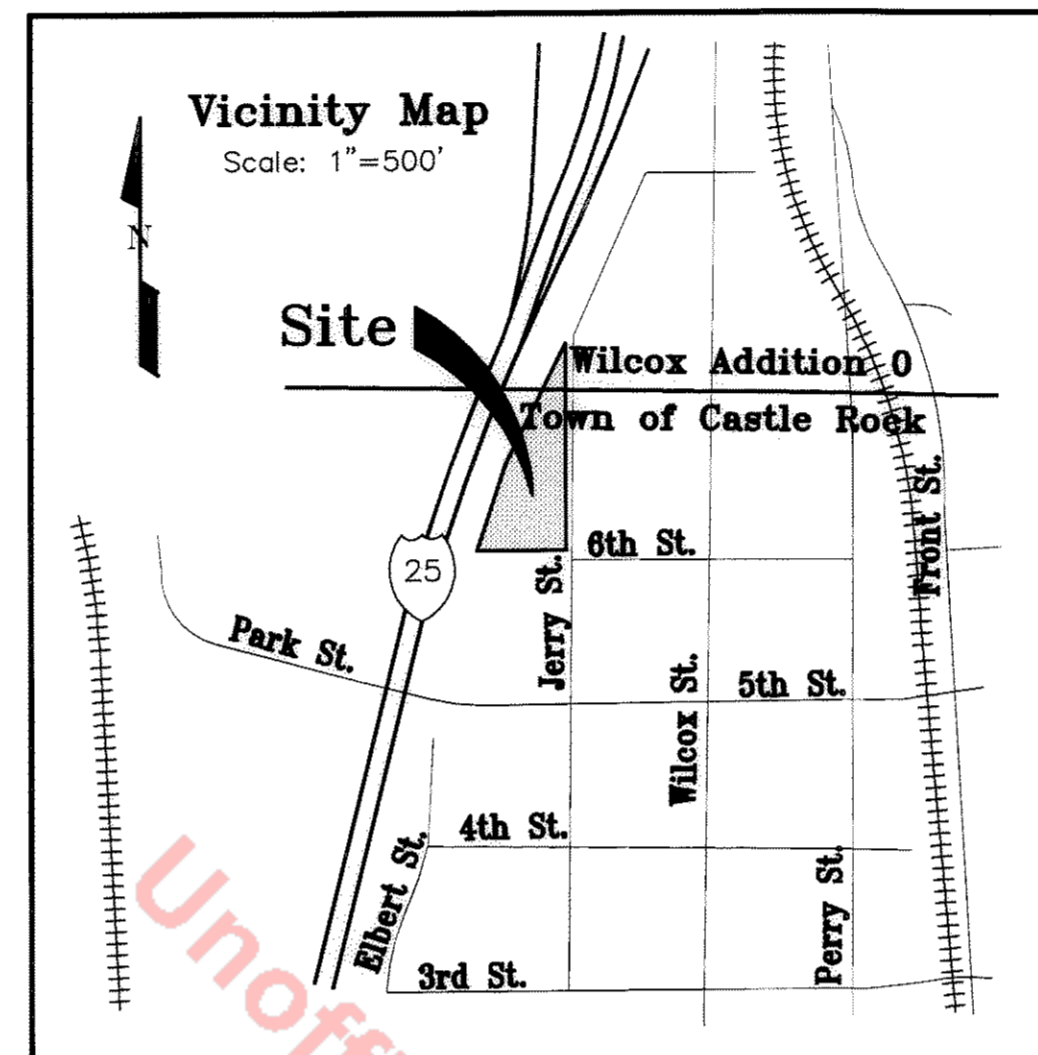 Vicinity Map
Scale: 1"=500'
N
Site
Wilcox Addition 0
Town of Castle Rock
6th St.
Front St.
25
Jerry St.
Park St.
Wilcox St.
5th St.
4th St.
Elbert St.
Perry St.
3rd St.
Unoff